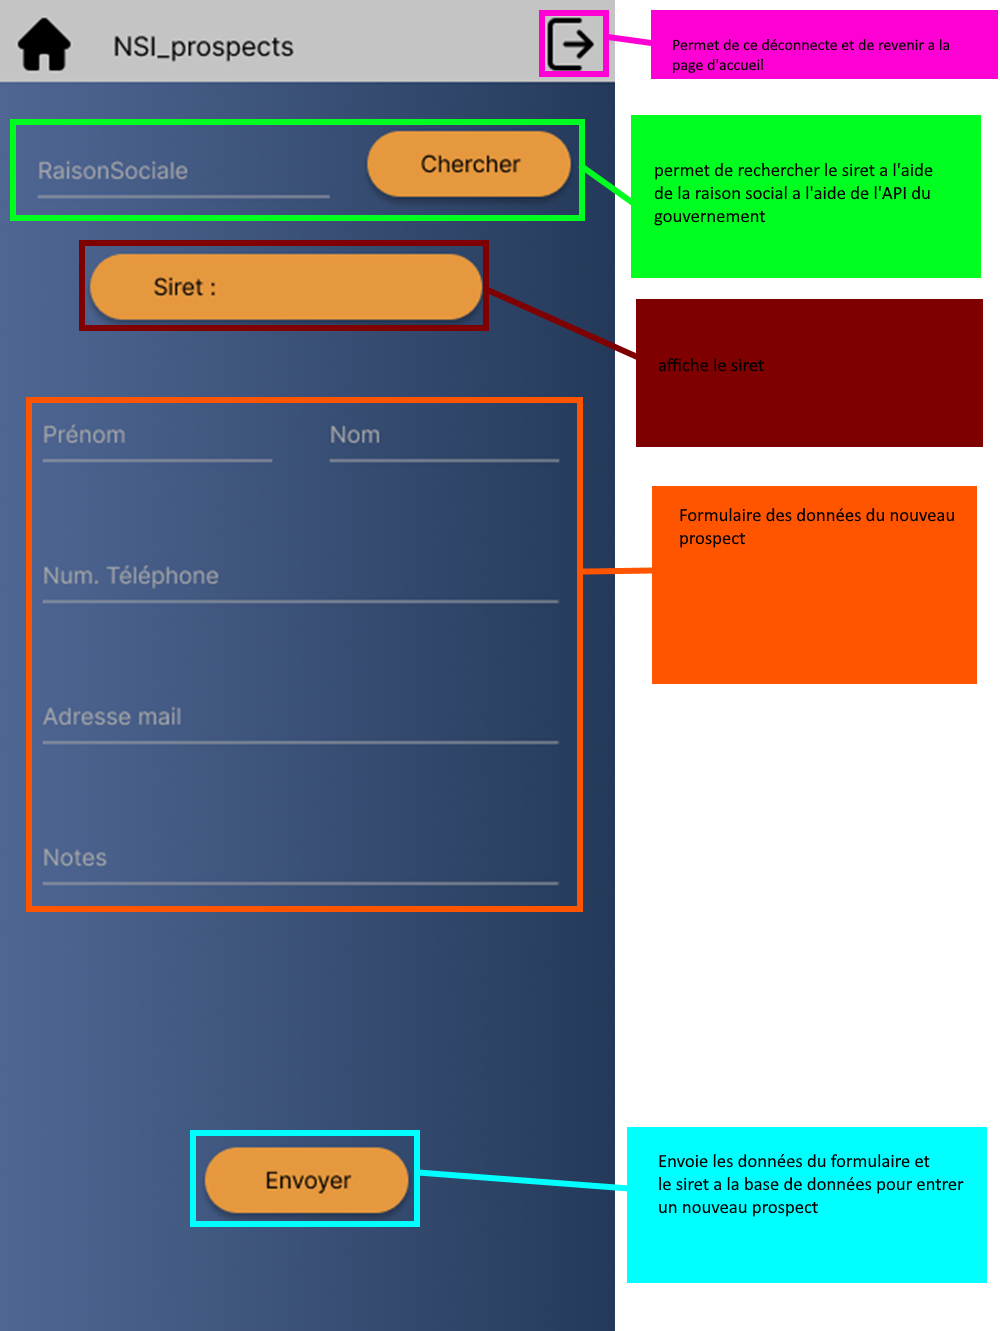 NSI_prospects
Permet de ce déconnecte et de revenir a la
page d'accueil
RaisonSociale
Chercher
permet de rechercher le siret a l'aide
de la raison social a l'aide de l'API du
gouvernement
Siret :
affiche le siret
Prénom
Nom
Formulaire des données du nouveau
prospect
Num. Téléphone
Adresse mail
Notes
Envoyer
Envoie les données du formulaire et
le siret a la base de données pour entrer
un nouveau prospect